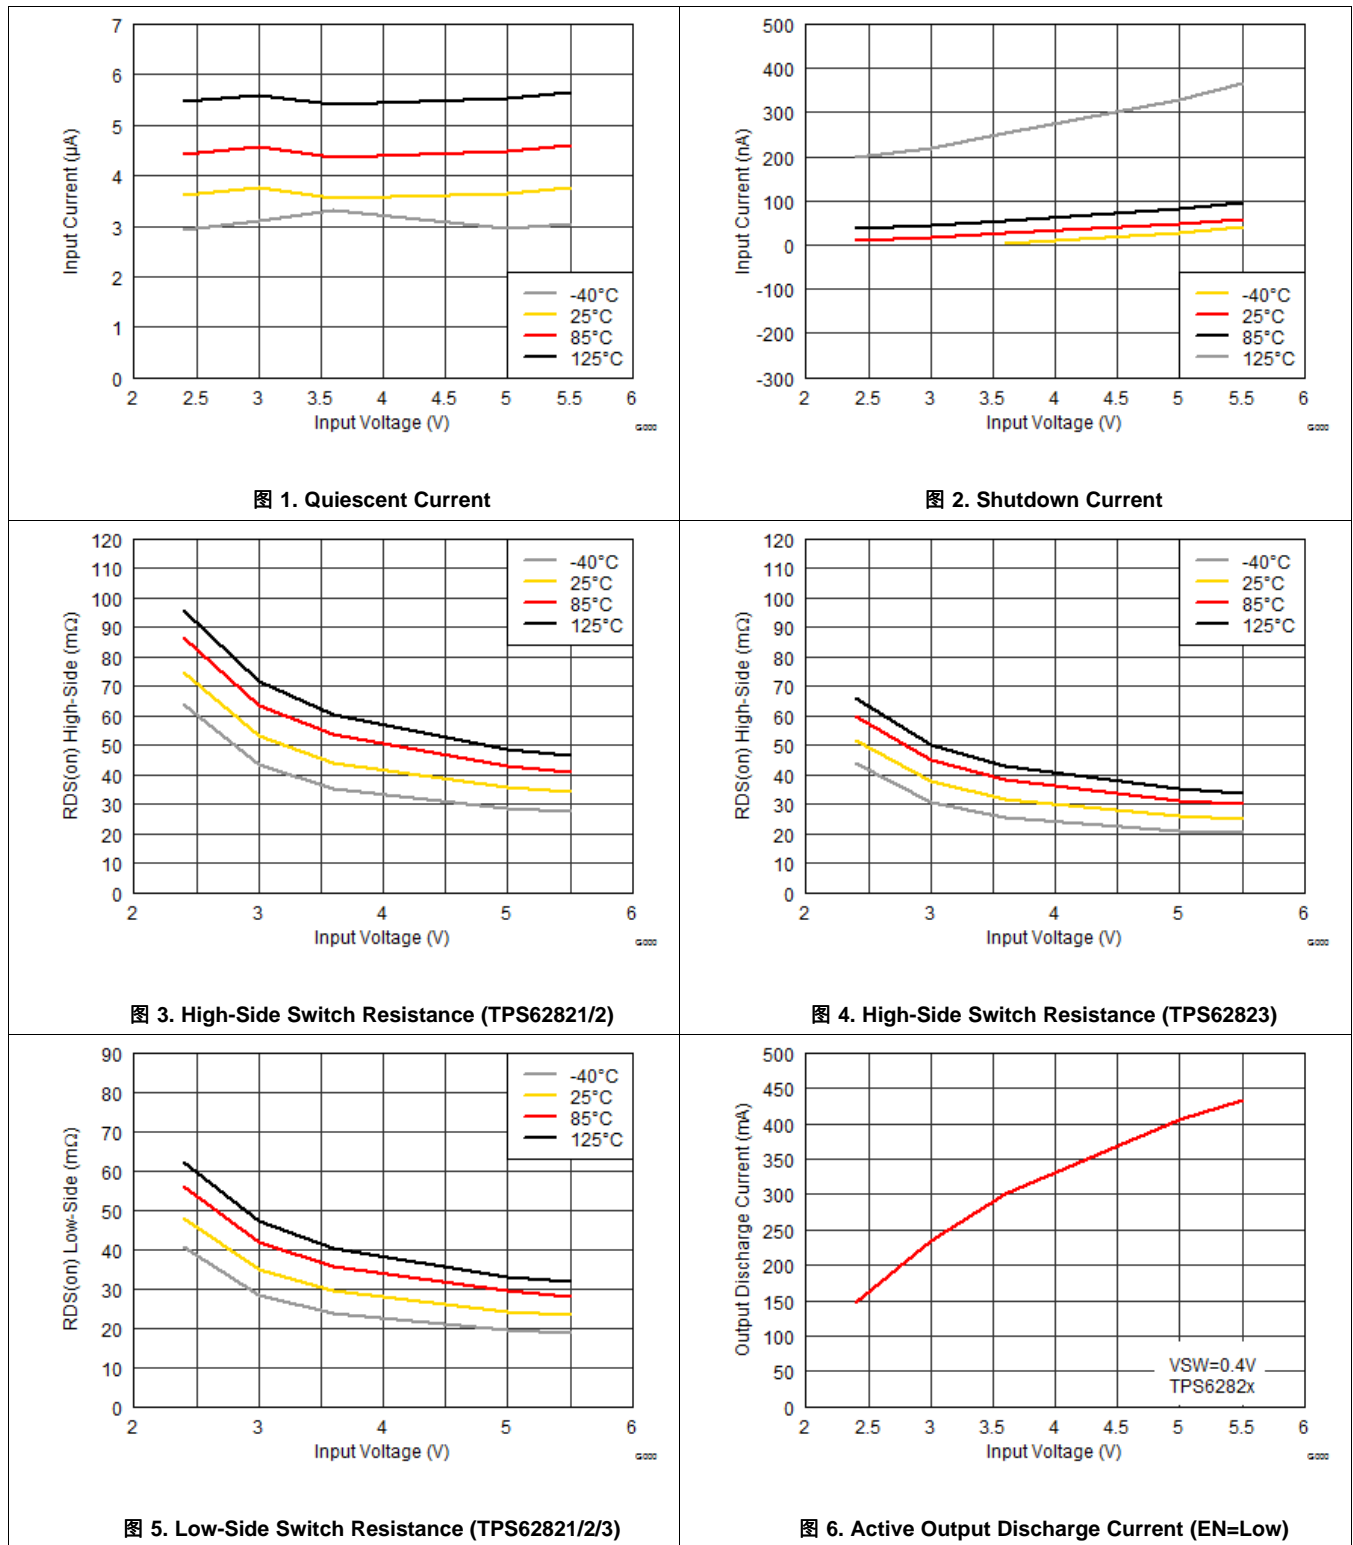 7
6
5
4
3
2
1
0
2 2.5 3 3.5 4 4.5 5 5.5 6
Input Current (µA)
Input Voltage (V)
-40°C
25°C
85°C
125°C
图 1. Quiescent Current
500
400
300
200
100
0
-100
-200
-300
2 2.5 3 3.5 4 4.5 5 5.5 6
Input Current (nA)
Input Voltage (V)
-40°C
25°C
85°C
125°C
图 2. Shutdown Current
120
110
100
90
80
70
60
50
40
30
20
10
0
2 3 4 5 6
RDS(on) High-Side (mΩ)
Input Voltage (V)
-40°C
25°C
85°C
125°C
图 3. High-Side Switch Resistance (TPS62821/2)
120
110
100
90
80
70
60
50
40
30
20
10
0
2 3 4 5 6
RDS(on) High-Side (mΩ)
Input Voltage (V)
-40°C
25°C
85°C
125°C
图 4. High-Side Switch Resistance (TPS62823)
90
80
70
60
50
40
30
20
10
0
2 3 4 5 6
RDS(on) Low-Side (mΩ)
Input Voltage (V)
-40°C
25°C
85°C
125°C
图 5. Low-Side Switch Resistance (TPS62821/2/3)
500
450
400
350
300
250
200
150
100
50
0
2 2.5 3 3.5 4 4.5 5 5.5 6
Output Discharge Current (mA)
Input Voltage (V)
VSW=0.4V
TPS6282x
图 6. Active Output Discharge Current (EN=Low)